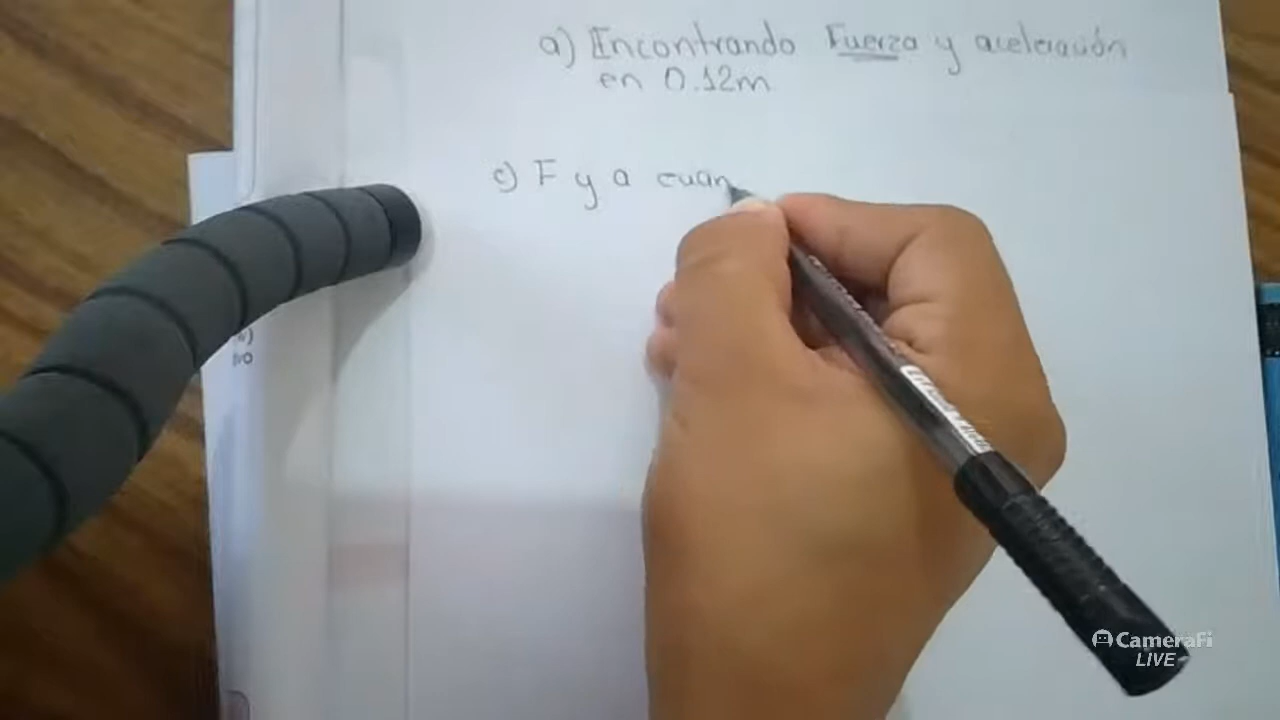 a) Encontrando Fuerza y aceleración
en 0.12m
c) F y a cuan
CameraFi
LIVE